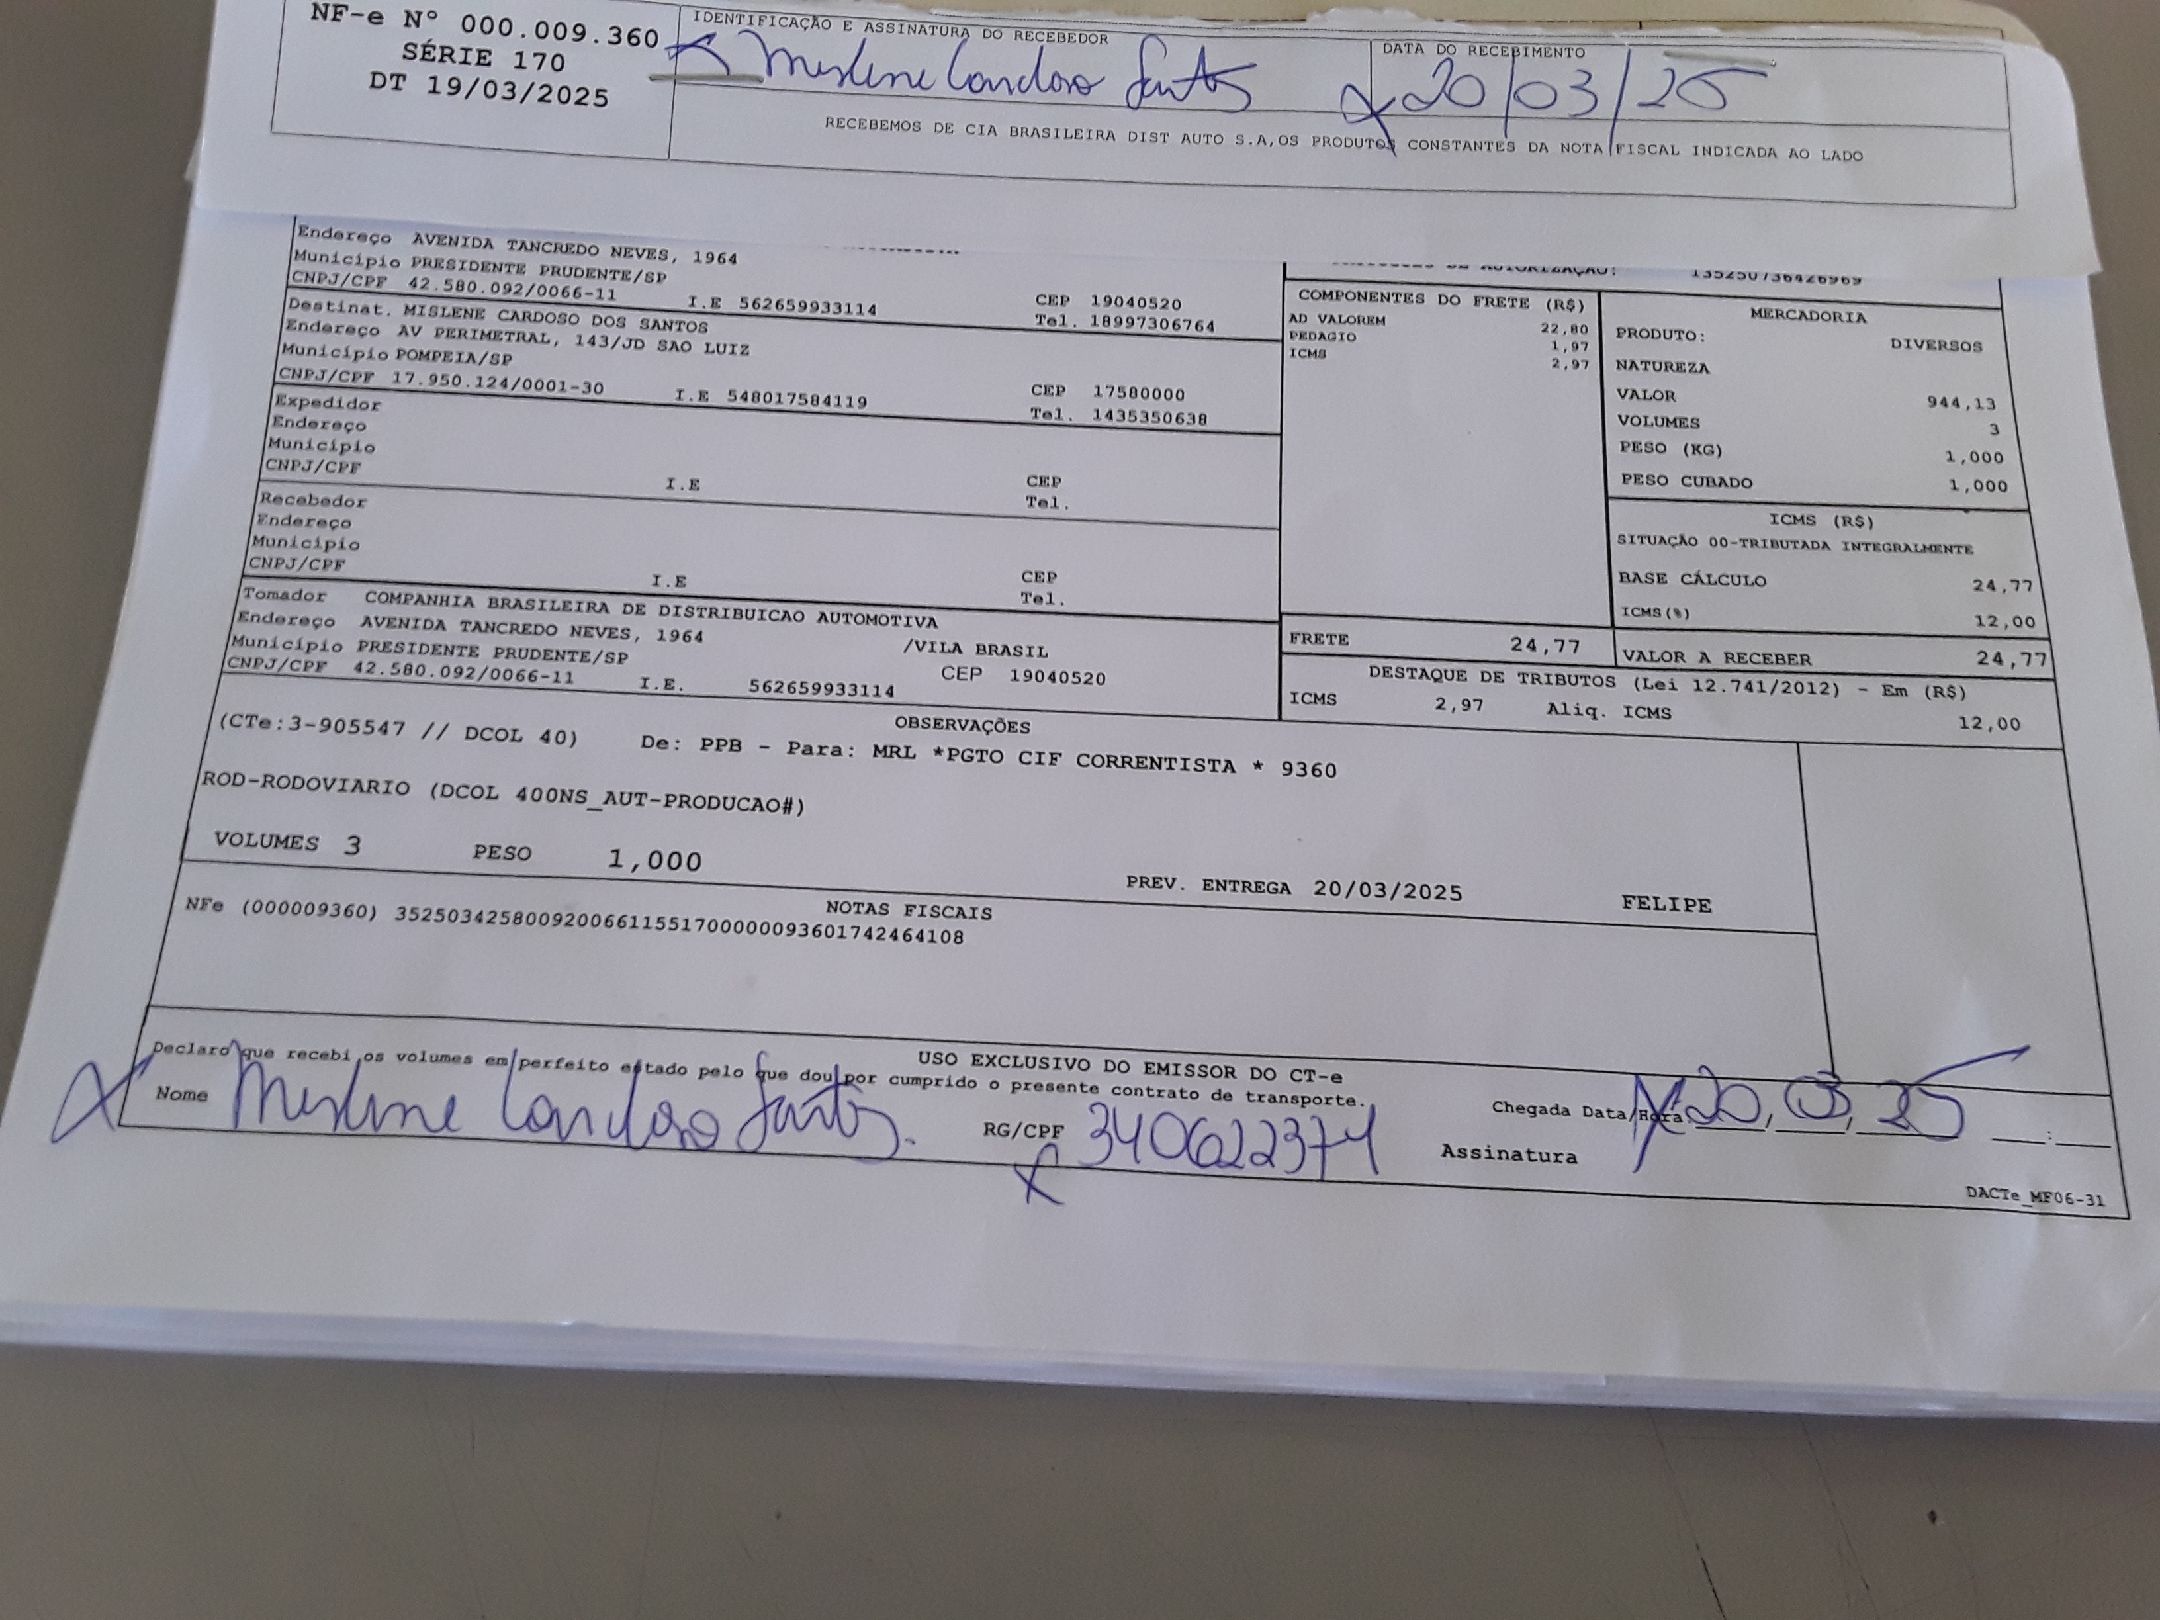 NF-e N° 000.009.360
SÉRIE 170
DT 19/03/2025
IDENTIFICAÇÃO E ASSINATURA DO RECEBEDOR
Mislene Cardoso Santos
DATA DO RECEBIMENTO
20/03/25
RECEBEMOS DE CIA BRASILEIRA DIST AUTO S.A,OS PRODUTOS CONSTANTES DA NOTA FISCAL INDICADA AO LADO
Endereço AVENIDA TANCREDO NEVES, 1964
Município PRESIDENTE PRUDENTE/SP
CNPJ/CPF 42.580.092/0066-11 I.E 562659933114
CEP 19040520
Tel. 18997306764
Destinat. MISLENE CARDOSO DOS SANTOS
Endereço AV PERIMETRAL, 143/JD SAO LUIZ
Município POMPEIA/SP
CNPJ/CPF 17.950.124/0001-30 I.E 548017584119
CEP 17580000
Tel. 1435350638
Expedidor
Endereço
Município
CNPJ/CPF
I.E
CEP
Tel.
Recebedor
Endereço
Município
CNPJ/CPF
I.E
CEP
Tel.
Tomador COMPANHIA BRASILEIRA DE DISTRIBUICAO AUTOMOTIVA
Endereço AVENIDA TANCREDO NEVES, 1964 /VILA BRASIL
Município PRESIDENTE PRUDENTE/SP CEP 19040520
CNPJ/CPF 42.580.092/0066-11 I.E. 562659933114
AUTORIZAÇÃO: 135250736426969
COMPONENTES DO FRETE (R$)
AD VALOREM 22,80
PEDAGIO 1,97
ICMS 2,97
MERCADORIA
PRODUTO: DIVERSOS
NATUREZA
VALOR 944,13
VOLUMES 3
PESO (KG) 1,000
PESO CUBADO 1,000
ICMS (R$)
SITUAÇÃO 00-TRIBUTADA INTEGRALMENTE
BASE CÁLCULO 24,77
ICMS(%) 12,00
FRETE 24,77
VALOR A RECEBER 24,77
DESTAQUE DE TRIBUTOS (Lei 12.741/2012) - Em (R$)
ICMS 2,97 Aliq. ICMS 12,00
OBSERVAÇÕES
(CTe:3-905547 // DCOL 40) De: PPB - Para: MRL *PGTO CIF CORRENTISTA * 9360
ROD-RODOVIARIO (DCOL 400NS_AUT-PRODUCAO#)
VOLUMES 3 PESO 1,000
PREV. ENTREGA 20/03/2025 FELIPE
NOTAS FISCAIS
NFe (000009360) 35250342580092006611551700000093601742464108
USO EXCLUSIVO DO EMISSOR DO CT-e
Declaro que recebi os volumes em perfeito estado pelo que dou por cumprido o presente contrato de transporte.
Nome Mislene Cardoso Santos.
RG/CPF 340622374
Chegada Data/Hora 20, 03, 25 :
Assinatura
DACTe_MF06-31